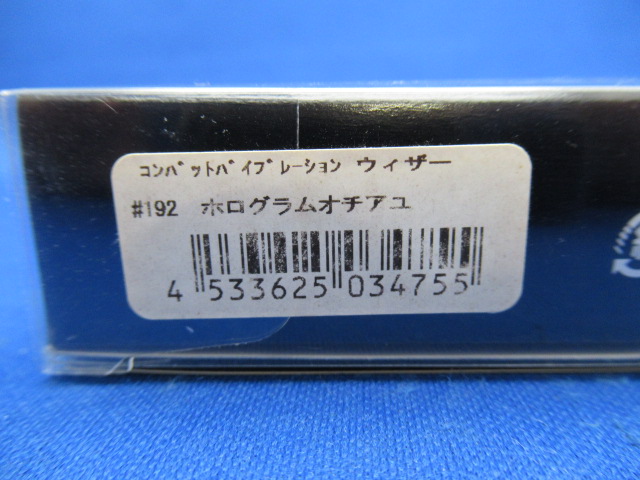 コンバットバイブレーション ウィザー
#192 ホログラムオチアユ
4 533625 034755